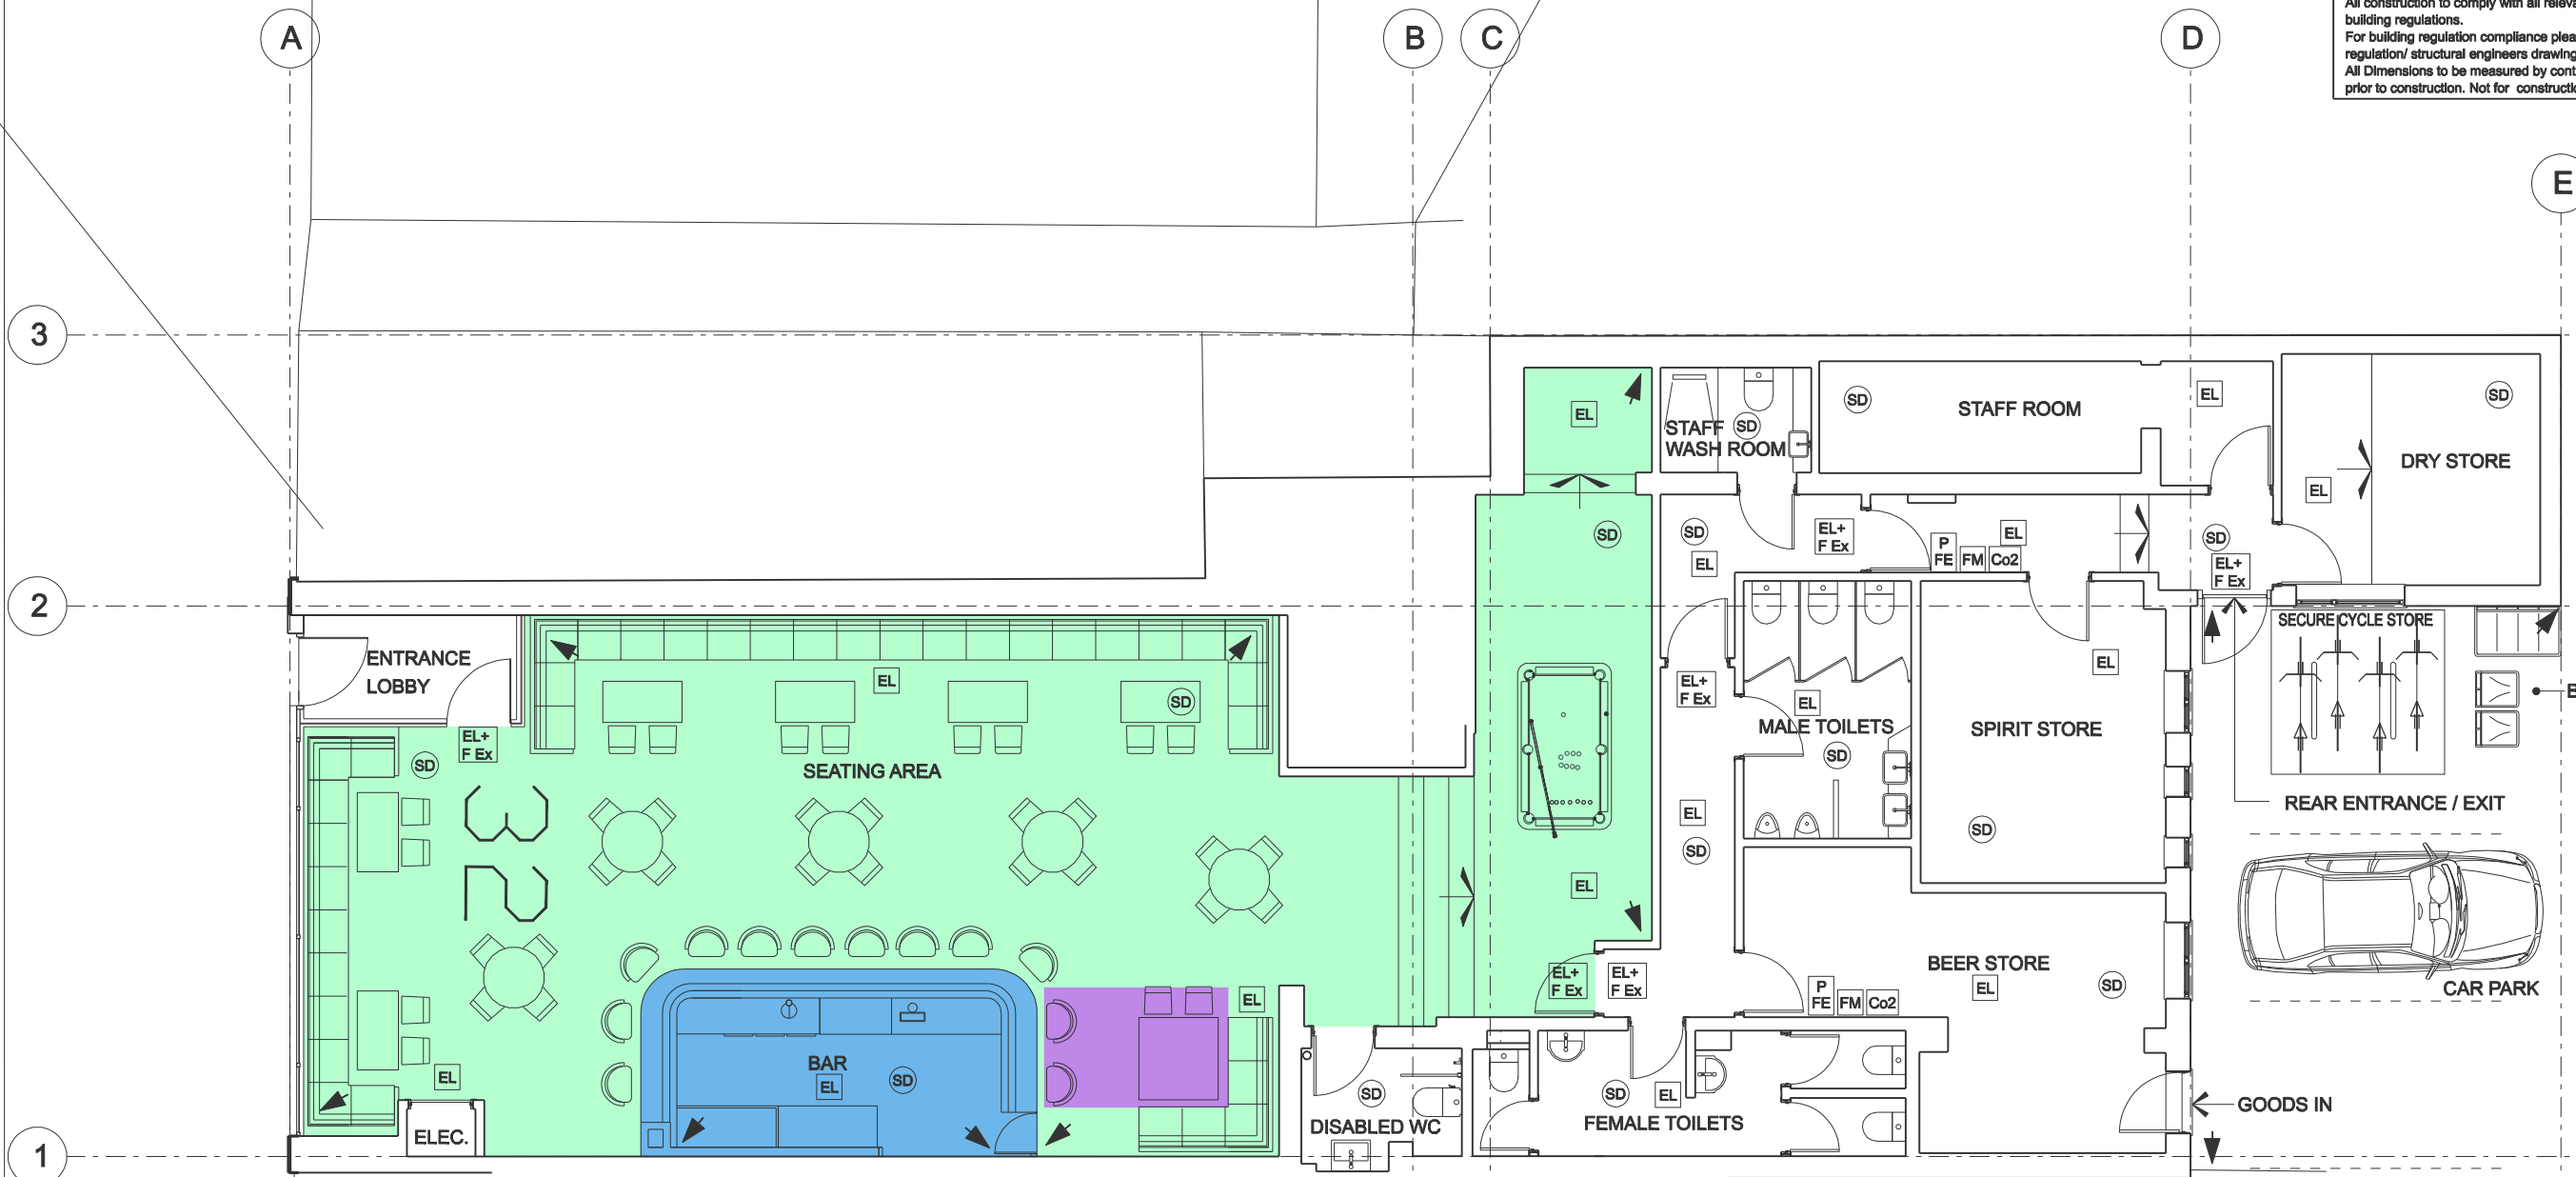 All construction to comply with all
building regulations.
For building regulation compliance
regulation/ structural engineers
All Dimensions to be measured by
prior to construction. Not for
A
B
C
D
E
3
2
1
EL
STAFF
WASH ROOM
SD
SD
STAFF ROOM
EL
SD
DRY STORE
EL
SD
SD
EL
EL+
F Ex
P
FE
FM
Co2
EL
SD
EL+
F Ex
ENTRANCE
LOBBY
EL
SD
EL+
F Ex
SD
SEATING AREA
EL+
F Ex
EL
MALE TOILETS
SD
EL
SPIRIT STORE
SD
SECURE CYCLE STORE
B
REAR ENTRANCE / EXIT
EL
SD
EL
32
EL+
F Ex
EL+
F Ex
P
FE
FM
Co2
BEER STORE
EL
SD
CAR PARK
EL
BAR
EL
SD
EL
ELEC.
SD
DISABLED WC
SD
EL
FEMALE TOILETS
GOODS IN